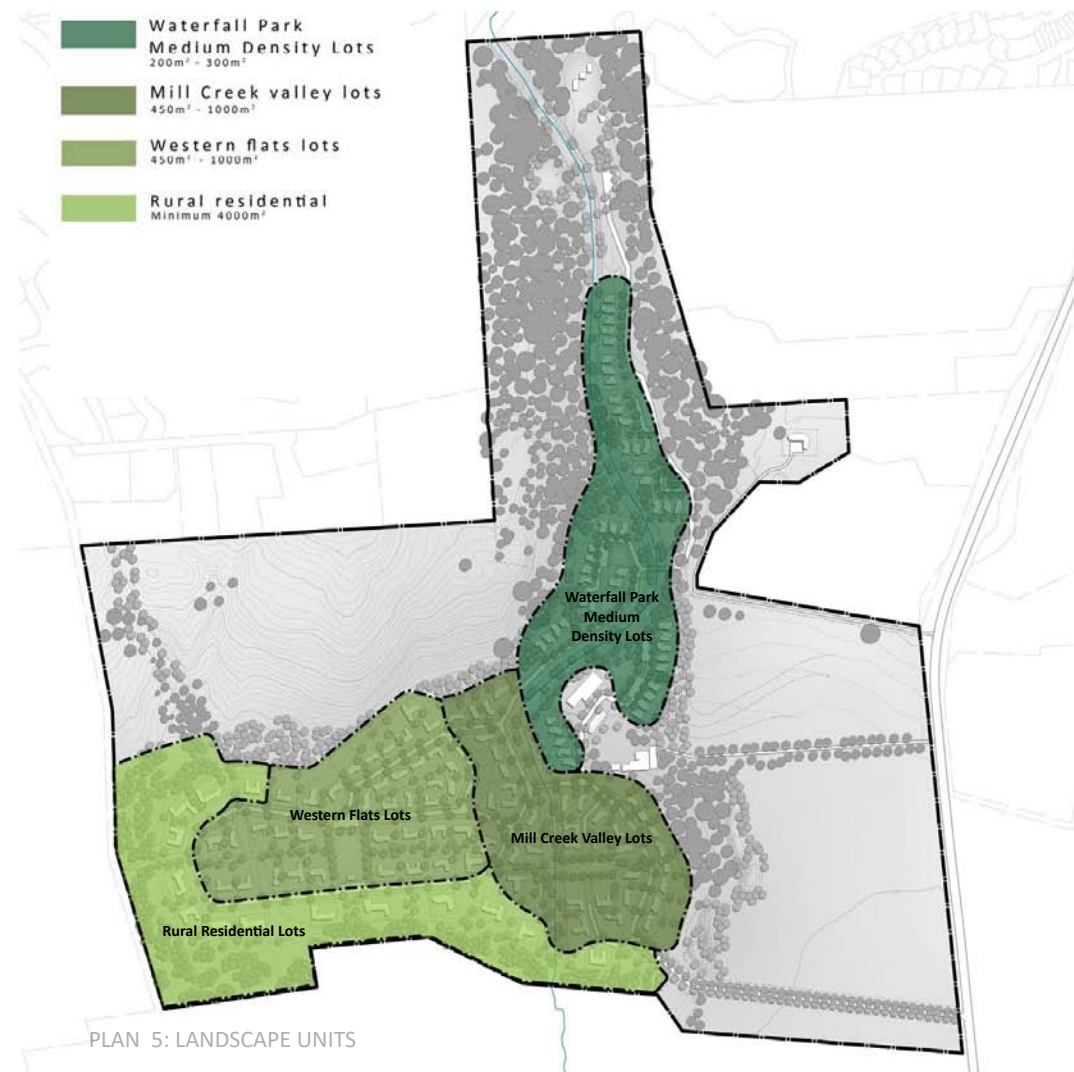 Waterfall Park
Medium Density Lots
200m² - 300m²
Mill Creek valley lots
450m² - 1000m²
Western flats lots
450m² - 1000m²
Rural residential
Minimum 4000m²
Waterfall Park
Medium
Density Lots
Western Flats Lots
Mill Creek Valley Lots
Rural Residential Lots
PLAN 5: LANDSCAPE UNITS